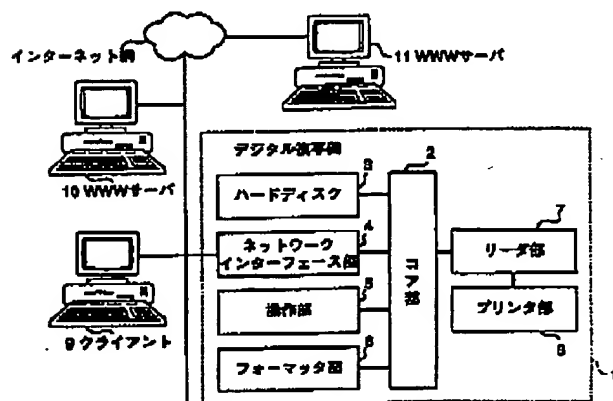 インターネット網
11 WWWサーバ
10 WWWサーバ
9 クライアント
デジタル複写機
1
2
コア部
3
ハードディスク
4
ネットワーク
インターフェース部
5
操作部
6
フォーマッタ部
7
リーダ部
プリンタ部
8